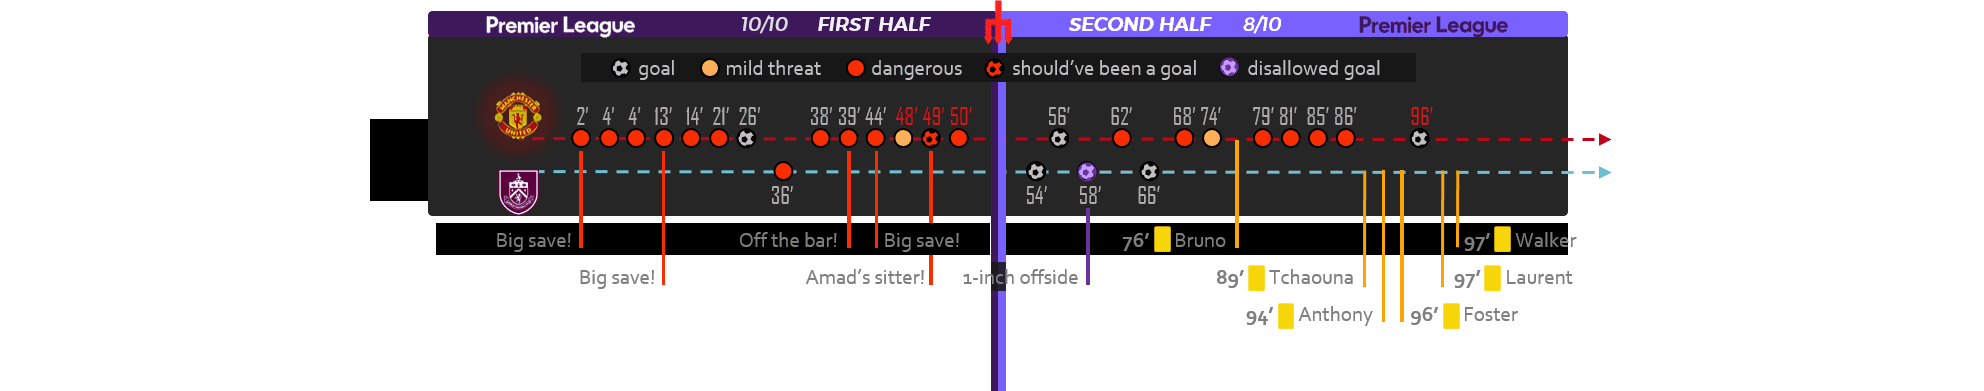 Premier League 10/10 FIRST HALF SECOND HALF 8/10 Premier League
goal mild threat dangerous should've been a goal disallowed goal
MANCHESTER UNITED
2' 4' 4' 13' 14' 21' 26' 38' 39' 44' 48' 49' 50' 56' 62' 68' 74' 79' 81' 85' 86' 96'
36' 54' 58' 66'
Big save! Off the bar! Big save! 76' Bruno 97' Walker
Big save! Amad's sitter! 1-inch offside 89' Tchaouna 97' Laurent
94' Anthony 96' Foster